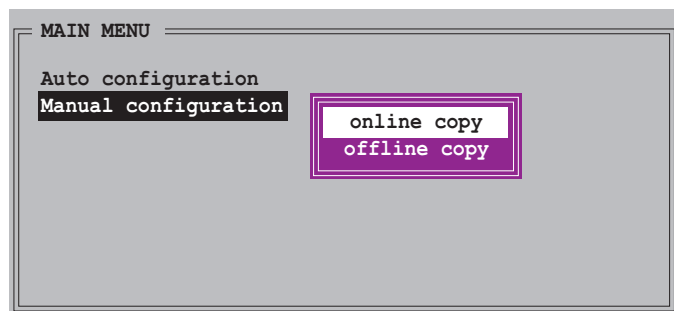 MAIN MENU
Auto configuration
Manual configuration
online copy
offline copy